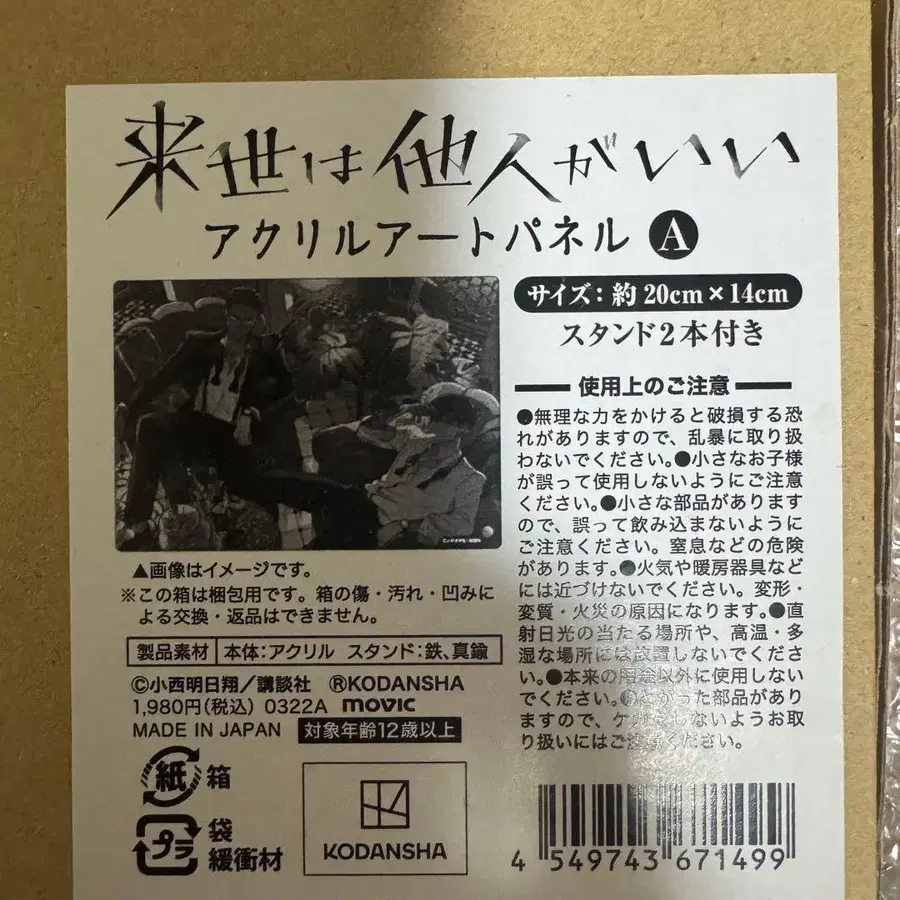 来世は他人がいい
アクリルアートパネル A
サイズ:約20cm×14cm
スタンド2本付き
使用上のご注意
●無理な力をかけると破損する恐
れがありますので、乱暴に取り扱
わないでください。●小さなお子様
が誤って使用しないようにご注意
ください。●小さな部品があります
ので、誤って飲み込まないように
ご注意ください。窒息などの危険
があります。●火気や暖房器具など
には近づけないでください。変形・
変質・火災の原因になります。●直
射日光の当たる場所や、高温・多
湿な場所には放置しないでくださ
い。●本来の用途以外に使用しない
でください。●とがった部品があり
ますので、ケガをしないようお取
り扱いにはご注意ください。
▲画像はイメージです。
※この箱は梱包用です。箱の傷・汚れ・凹みに
よる交換・返品はできません。
製品素材 本体:アクリル スタンド:鉄、真鍮
©小西明日翔/講談社 ®KODANSHA
1,980円(税込) 0322A movic
MADE IN JAPAN 対象年齢12歳以上
紙 箱
プラ 袋
緩衝材
KODANSHA
4 549743 671499